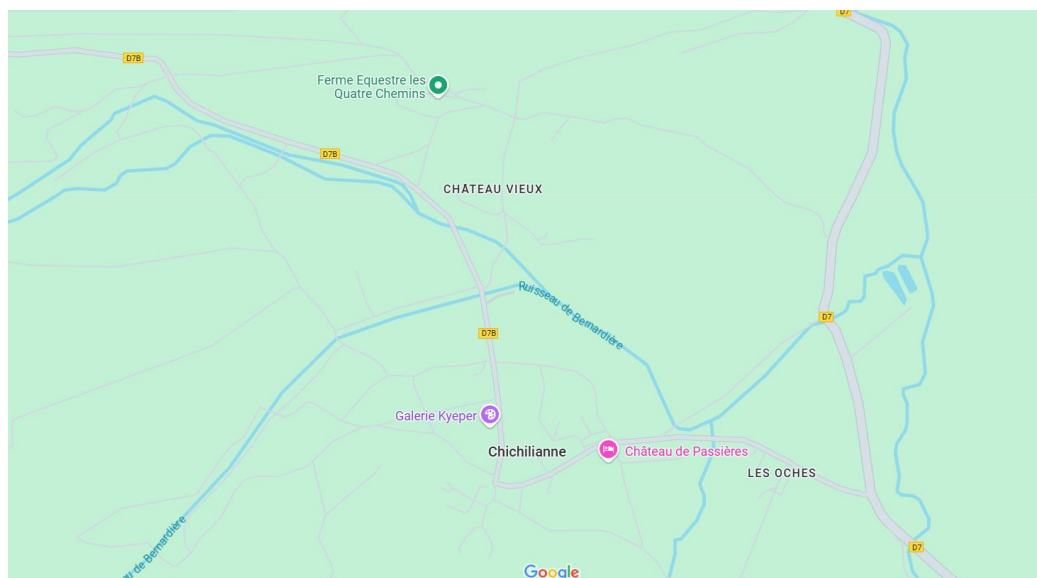 D7
D7B
Ferme Equestre les
Quatre Chemins
D7B
CHÂTEAU VIEUX
Ruisseau de Bernardière
D7
D7B
Galerie Kyeper
Chichilianne
Château de Passières
LES OCHES
au de Bernardière
D7
Google